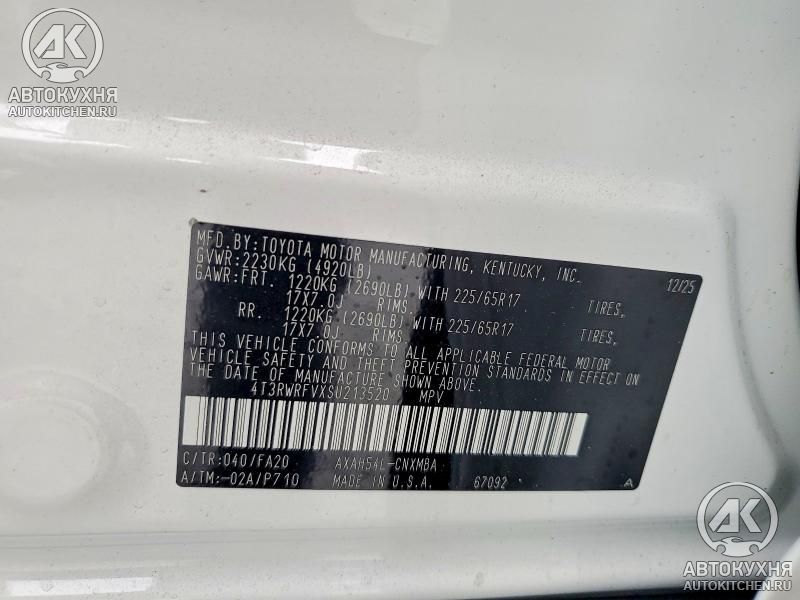 AK
АВТОКУХНЯ
AUTOKITCHEN.RU
MFD.BY:TOYOTA MOTOR MANUFACTURING, KENTUCKY, INC.
GVWR:2230KG (4920LB) 12/25
GAWR:FRT. 1220KG (2690LB) WITH 225/65R17 TIRES,
17X7.0J RIMS,
RR. 1220KG (2690LB) WITH 225/65R17 TIRES,
17X7.0J RIMS,
THIS VEHICLE CONFORMS TO ALL APPLICABLE FEDERAL MOTOR
VEHICLE SAFETY AND THEFT PREVENTION STANDARDS IN EFFECT ON
THE DATE OF MANUFACTURE SHOWN ABOVE.
4T3RWRFVXSU213520 MPV
C/TR:040/FA20 AXAH54L-CNXMBA
A/TM:-02A/P710 MADE IN U.S.A. 67092 A
AK
АВТОКУХНЯ
AUTOKITCHEN.RU